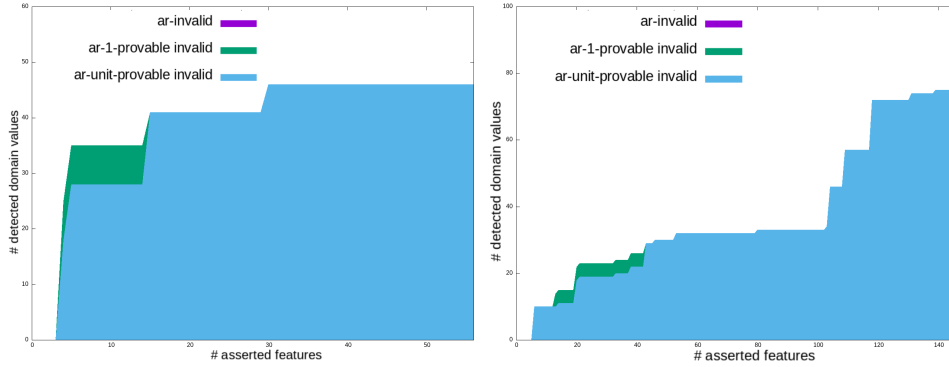 60
50
40
30
20
10
0
# detected domain values
ar-invalid
ar-1-provable invalid
ar-unit-provable invalid
0 10 20 30 40 50
# asserted features
100
80
60
40
20
0
# detected domain values
ar-invalid
ar-1-provable invalid
ar-unit-provable invalid
0 20 40 60 80 100 120 140
# asserted features